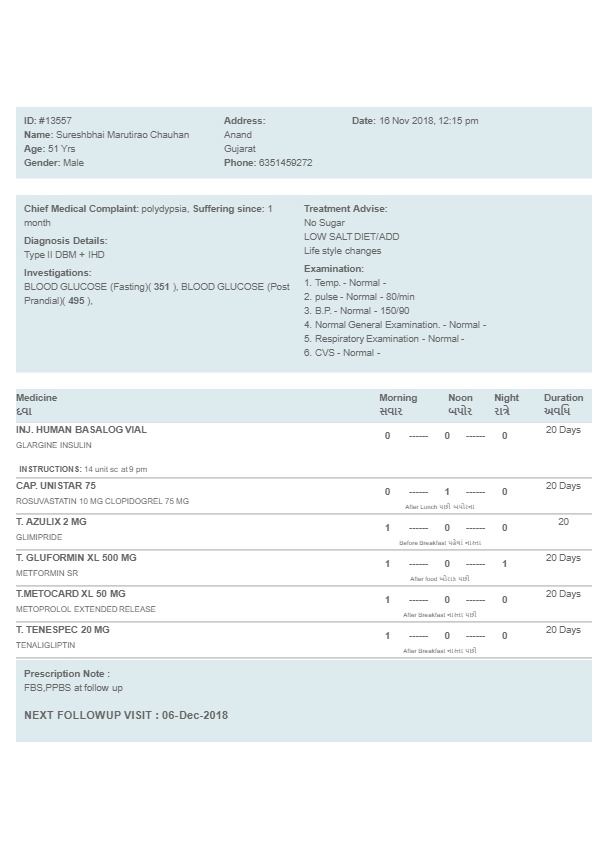 ID: #13557
Name: Sureshbhai Marutirao Chauhan
Age: 51 Yrs
Gender: Male
Address:
Anand
Gujarat
Phone: 6351459272
Date: 16 Nov 2018, 12:15 pm
Chief Medical Complaint: polydypsia, Suffering since: 1
month
Diagnosis Details:
Type II DBM + IHD
Investigations:
BLOOD GLUCOSE (Fasting)( 351 ), BLOOD GLUCOSE (Post
Prandial)( 495 ),
Treatment Advise:
No Sugar
LOW SALT DIET/ADD
Life style changes
Examination:
1. Temp. - Normal -
2. pulse - Normal - 80/min
3. B.P. - Normal - 150/90
4. Normal General Examination. - Normal -
5. Respiratory Examination - Normal -
6. CVS - Normal -
Medicine Morning Noon Night Duration
દવા સવાર બપોર રાત્રે અવધિ
INJ. HUMAN BASALOG VIAL 20 Days
0 ------ 0 ------ 0
GLARGINE INSULIN
INSTRUCTIONS: 14 unit sc at 9 pm
CAP. UNISTAR 75 20 Days
0 ------ 1 ------ 0
ROSUVASTATIN 10 MG CLOPIDOGREL 75 MG
After Lunch પછી બપોરના
T. AZULIX 2 MG 20
1 ------ 0 ------ 0
GLIMIPRIDE
Before Breakfast પહેલાં નાસ્તા
T. GLUFORMIN XL 500 MG 20 Days
1 ------ 0 ------ 1
METFORMIN SR
After food ખોરાક પછી
T.METOCARD XL 50 MG 20 Days
1 ------ 0 ------ 0
METOPROLOL EXTENDED RELEASE
After Breakfast નાસ્તા પછી
T. TENESPEC 20 MG 20 Days
1 ------ 0 ------ 0
TENALIGLIPTIN
After Breakfast નાસ્તા પછી
Prescription Note :
FBS,PPBS at follow up
NEXT FOLLOWUP VISIT : 06-Dec-2018